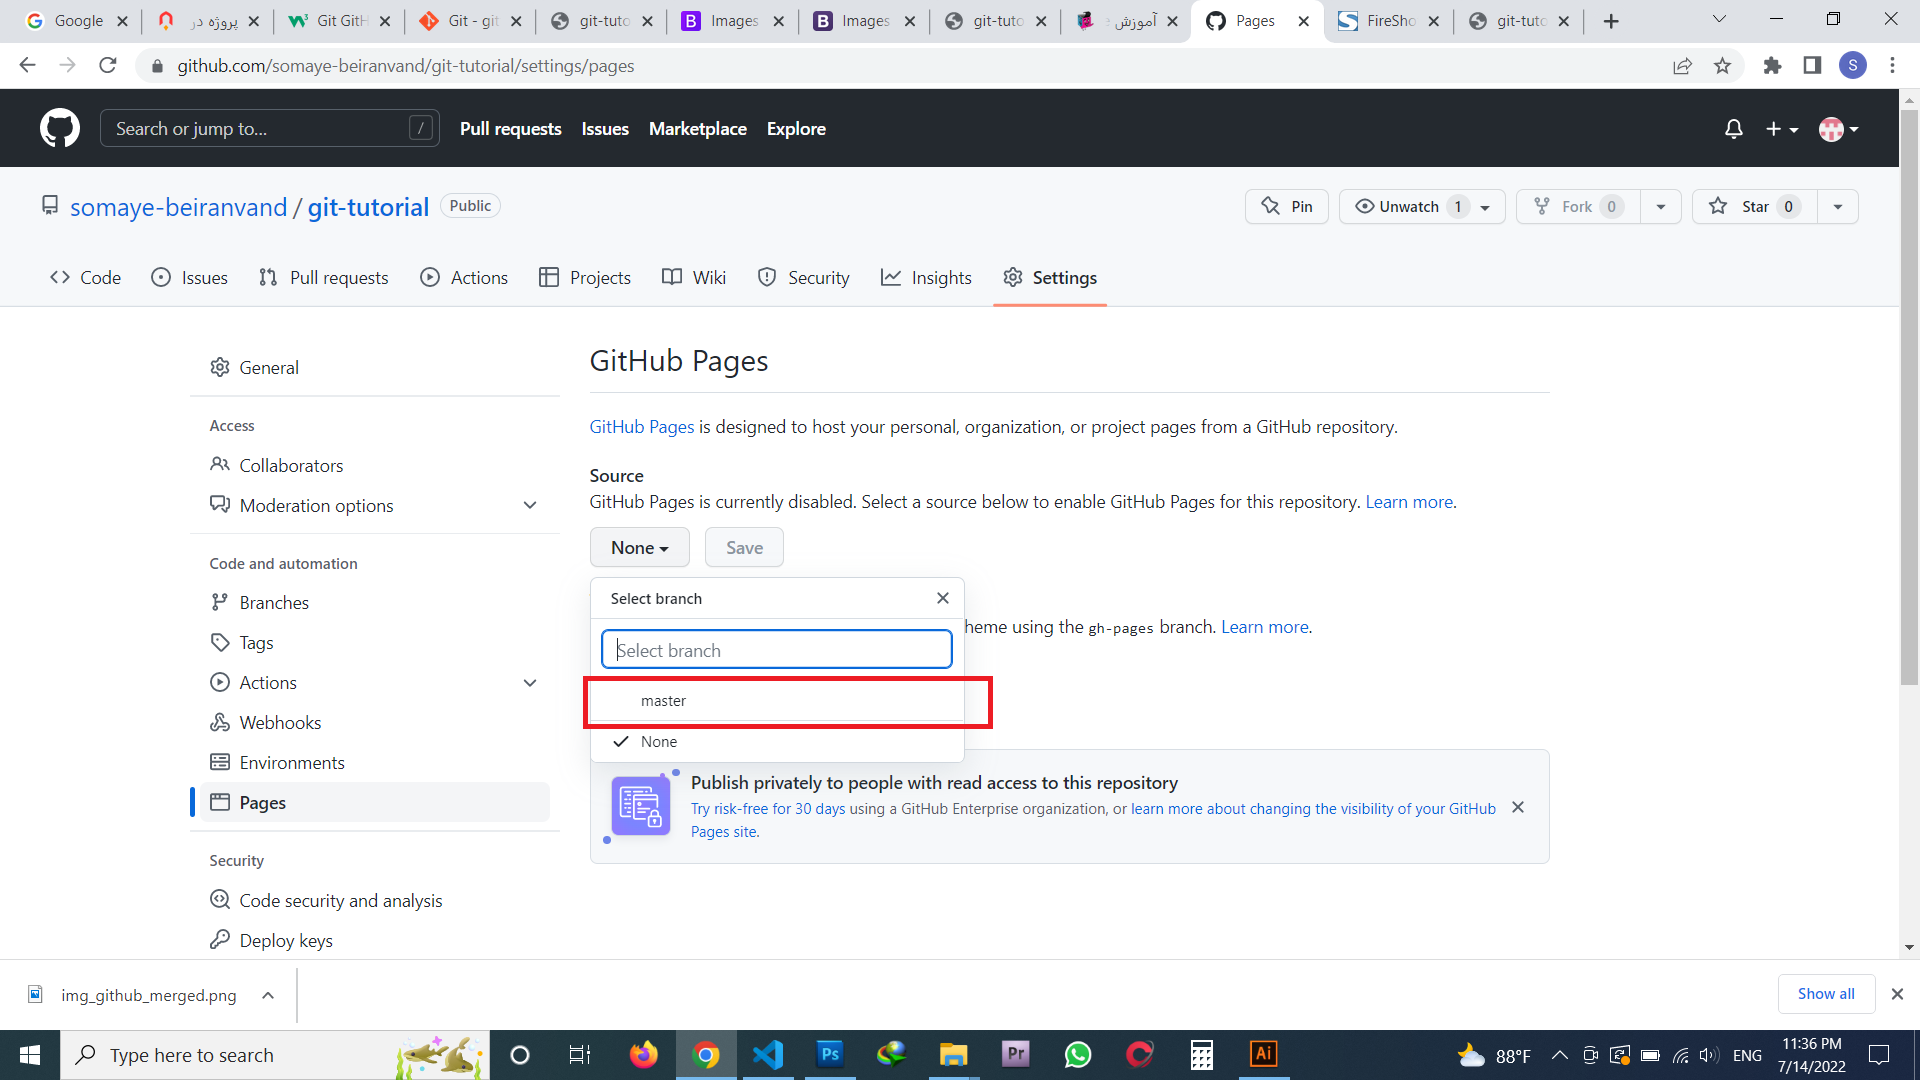 Google
پروژه در
Git GitH
Git - git
git-tuto
Images
Images
git-tuto
آموزش
Pages
FireSho
git-tuto
github.com/somaye-beiranvand/git-tutorial/settings/pages
S
Search or jump to...
/
Pull requests
Issues
Marketplace
Explore
somaye-beiranvand / git-tutorial
Public
Pin
Unwatch 1
Fork 0
Star 0
Code
Issues
Pull requests
Actions
Projects
Wiki
Security
Insights
Settings
General
Access
Collaborators
Moderation options
Code and automation
Branches
Tags
Actions
Webhooks
Environments
Pages
Security
Code security and analysis
Deploy keys
GitHub Pages
GitHub Pages is designed to host your personal, organization, or project pages from a GitHub repository.
Source
GitHub Pages is currently disabled. Select a source below to enable GitHub Pages for this repository. Learn more.
None
Save
Select branch
Select branch
heme using the gh-pages branch. Learn more.
master
None
Publish privately to people with read access to this repository
Try risk-free for 30 days using a GitHub Enterprise organization, or learn more about changing the visibility of your GitHub
Pages site.
img_github_merged.png
Show all
Type here to search
Ps
Pr
Ai
88°F
ENG
11:36 PM
7/14/2022